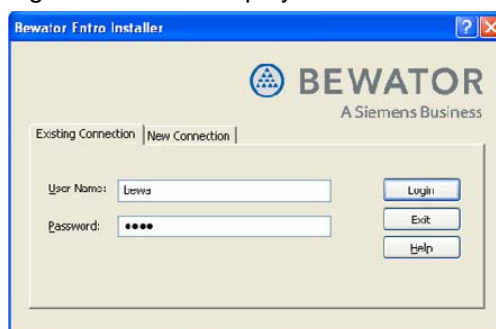 Bewator Entro Installer
BEWATOR
A Siemens Business
Existing Connection New Connection
User Name: bewa Login
Exit
Password: ••••
Help